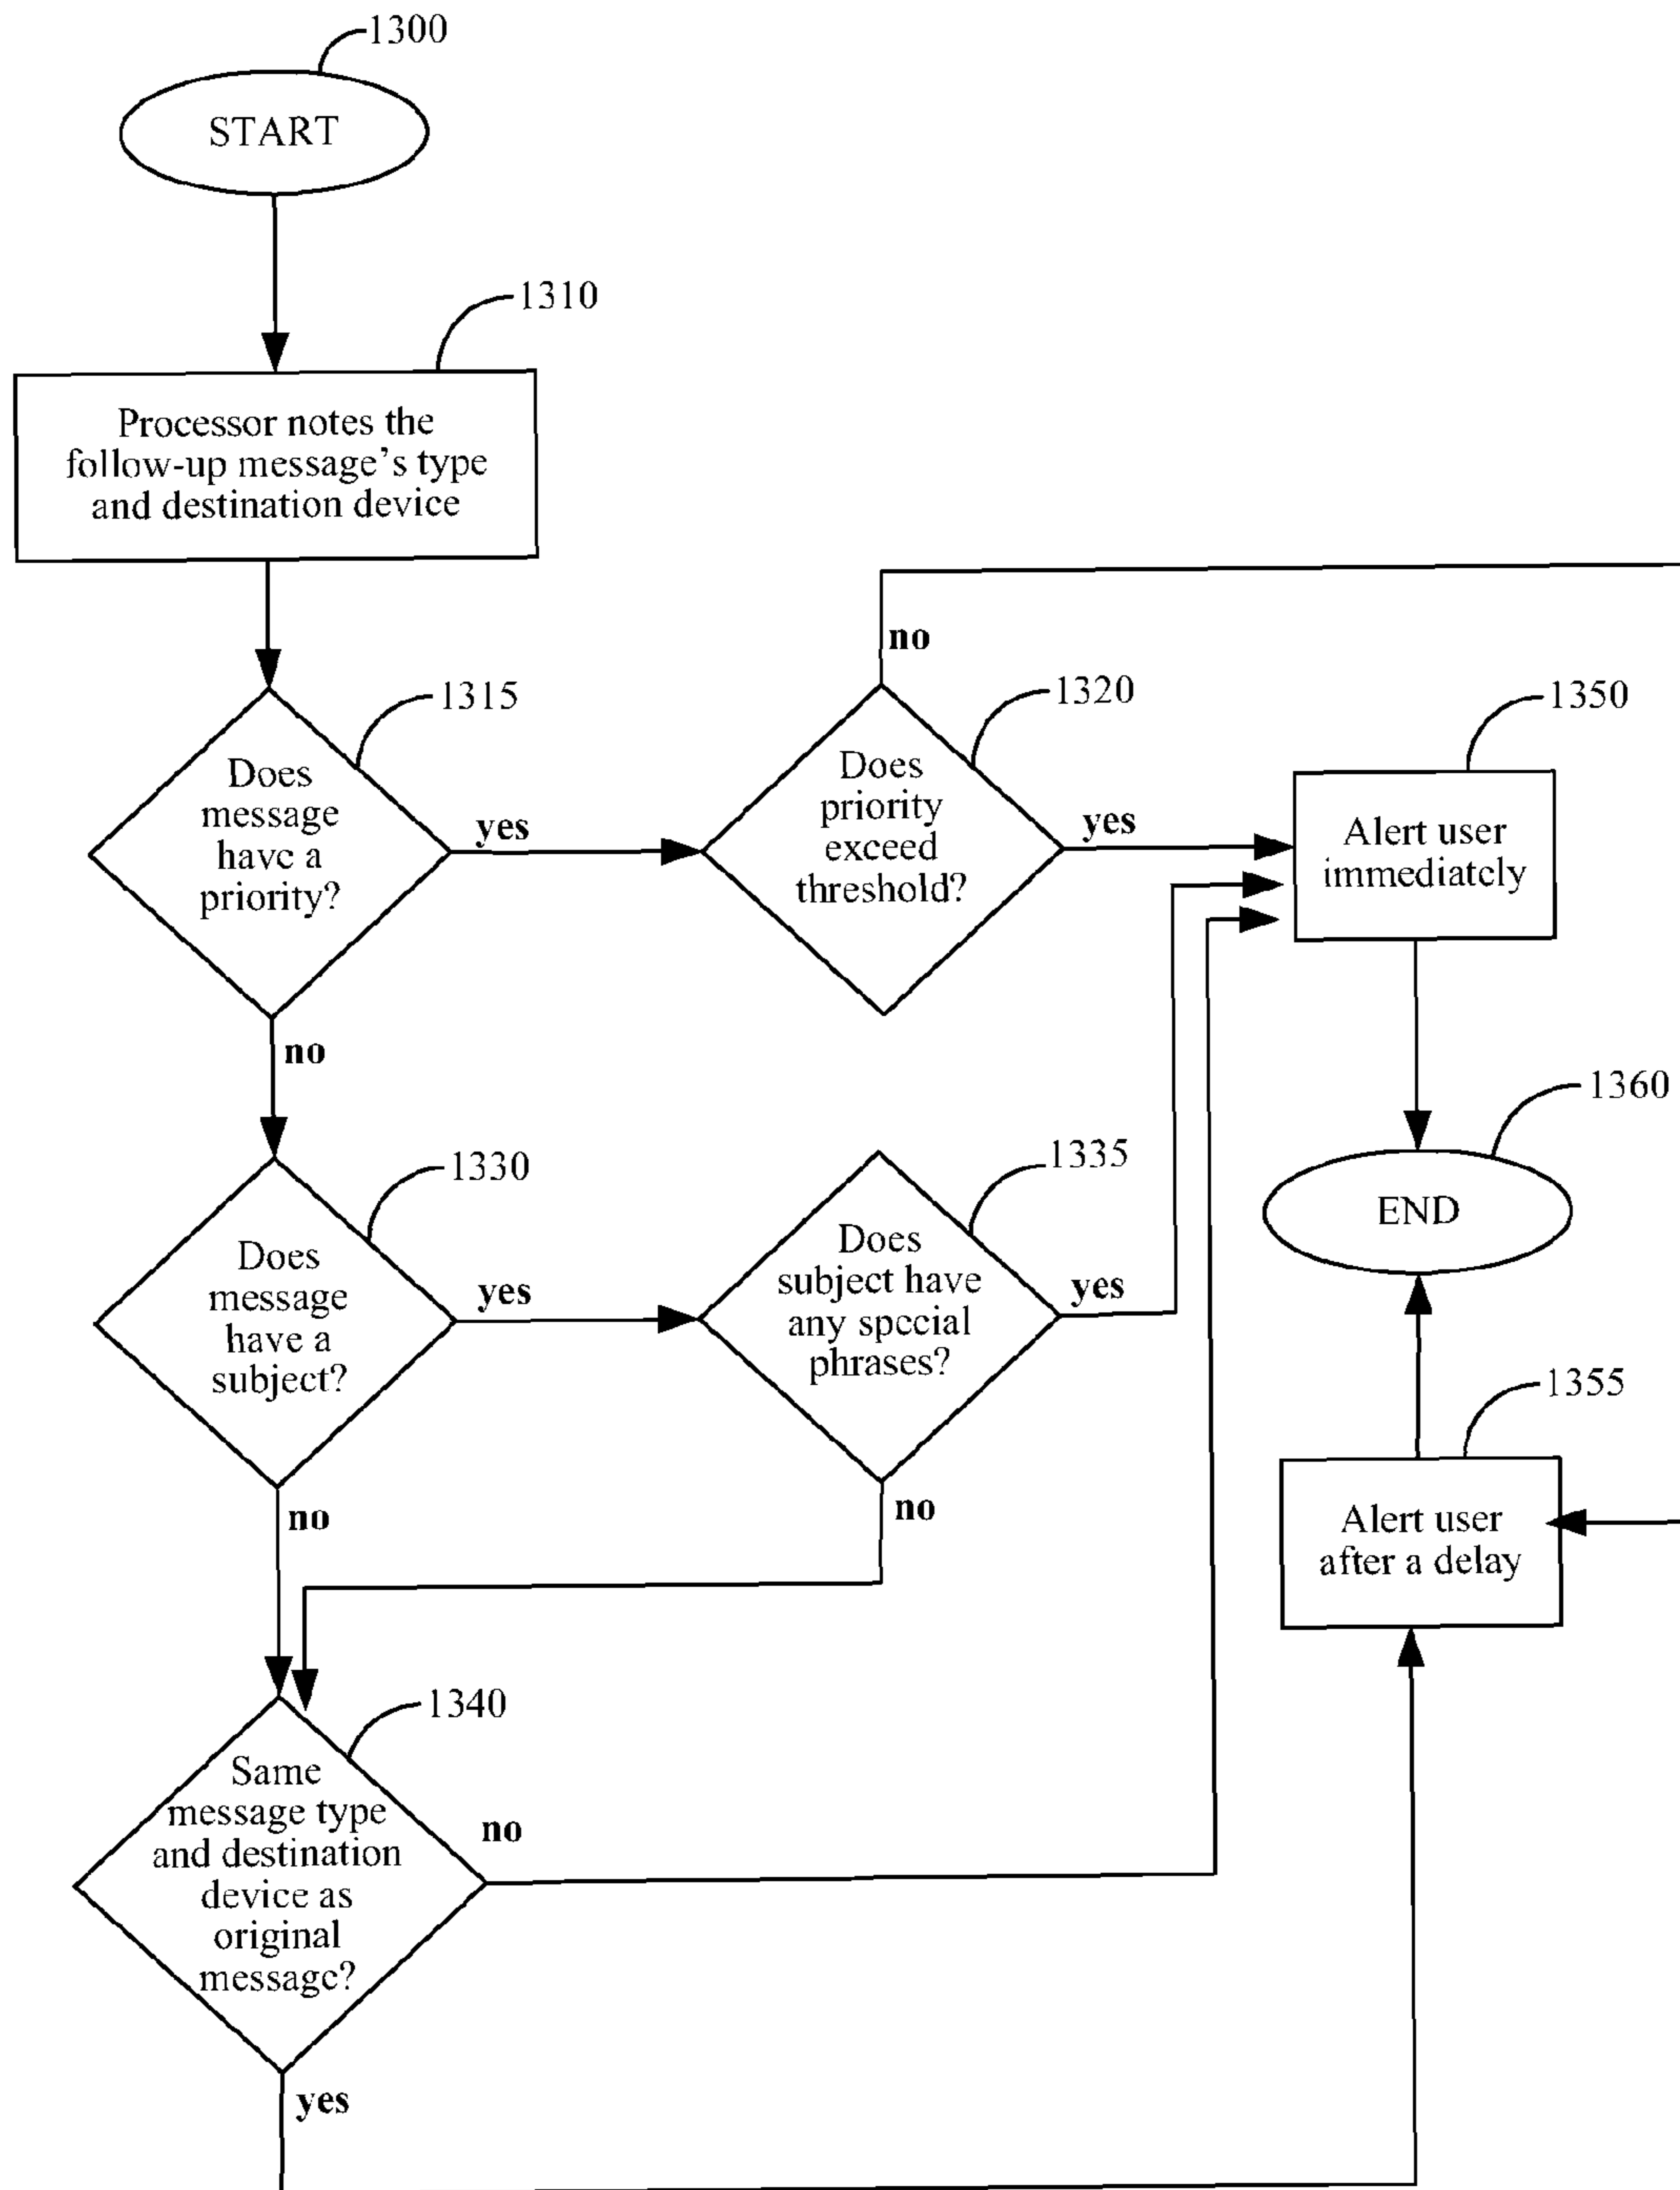 1300
START
1310
Processor notes the
follow-up message's type
and destination device
1315
Does
message
have a
priority?
yes
no
1320
Does
priority
exceed
threshold?
no
yes
1350
Alert user
immediately
1330
Does
message
have a
subject?
yes
no
1335
Does
subject have
any special
phrases?
yes
no
1360
END
1355
Alert user
after a delay
1340
Same
message type
and destination
device as
original
message?
no
yes